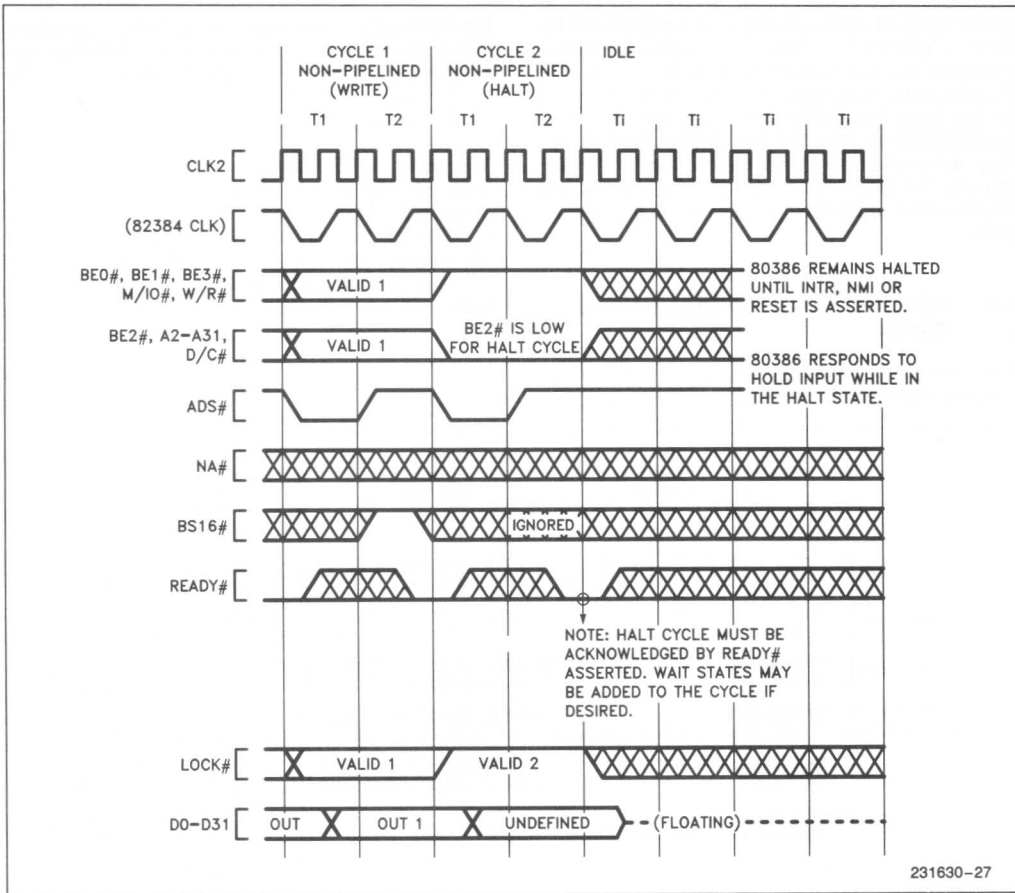 CYCLE 1
NON-PIPELINED
(WRITE)
CYCLE 2
NON-PIPELINED
(HALT)
IDLE
T1
T2
T1
T2
Ti
Ti
Ti
Ti
CLK2
(82384 CLK)
BE0#, BE1#, BE3#,
M/IO#, W/R#
VALID 1
80386 REMAINS HALTED
UNTIL INTR, NMI OR
RESET IS ASSERTED.
BE2#, A2-A31,
D/C#
VALID 1
BE2# IS LOW
FOR HALT CYCLE
80386 RESPONDS TO
HOLD INPUT WHILE IN
THE HALT STATE.
ADS#
NA#
BS16#
IGNORED
READY#
NOTE: HALT CYCLE MUST BE
ACKNOWLEDGED BY READY#
ASSERTED. WAIT STATES MAY
BE ADDED TO THE CYCLE IF
DESIRED.
LOCK#
VALID 1
VALID 2
D0-D31
OUT
OUT 1
UNDEFINED
(FLOATING)
231630-27